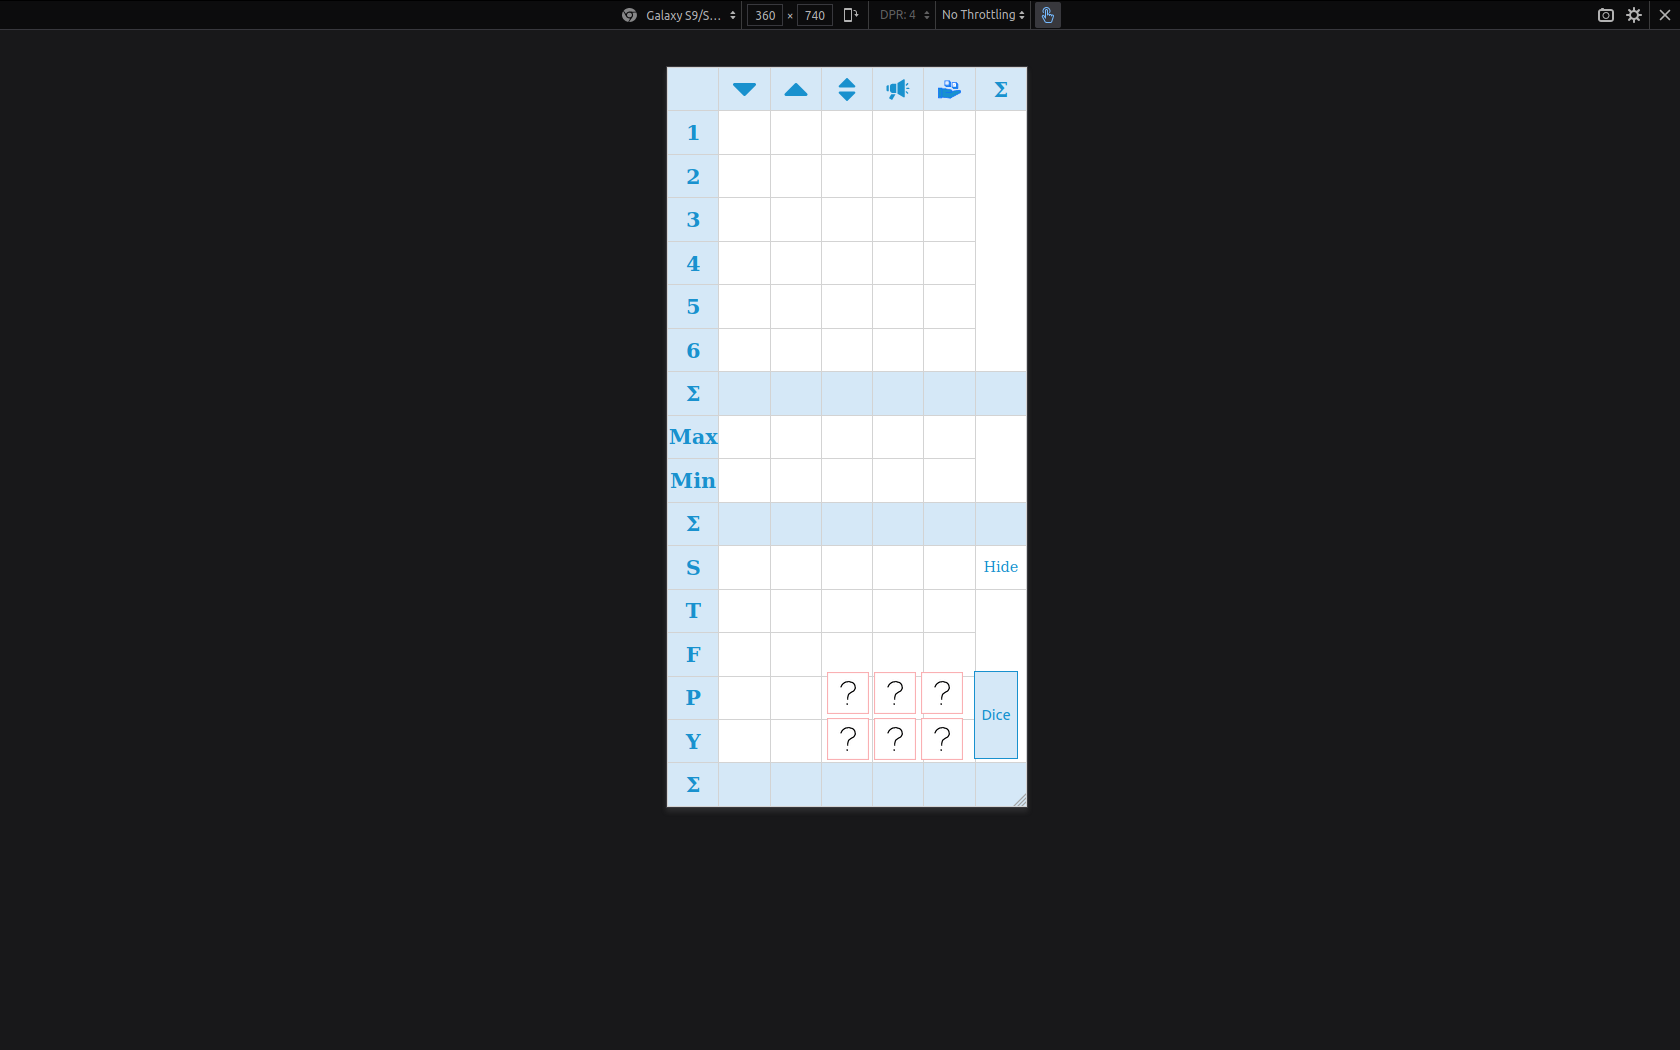 Galaxy S9/S... 360 × 740 DPR: 4 No Throttling
Σ
1
2
3
4
5
6
Σ
Max
Min
Σ
S Hide
T
F
P ? ? ?
Dice
Y ? ? ?
Σ